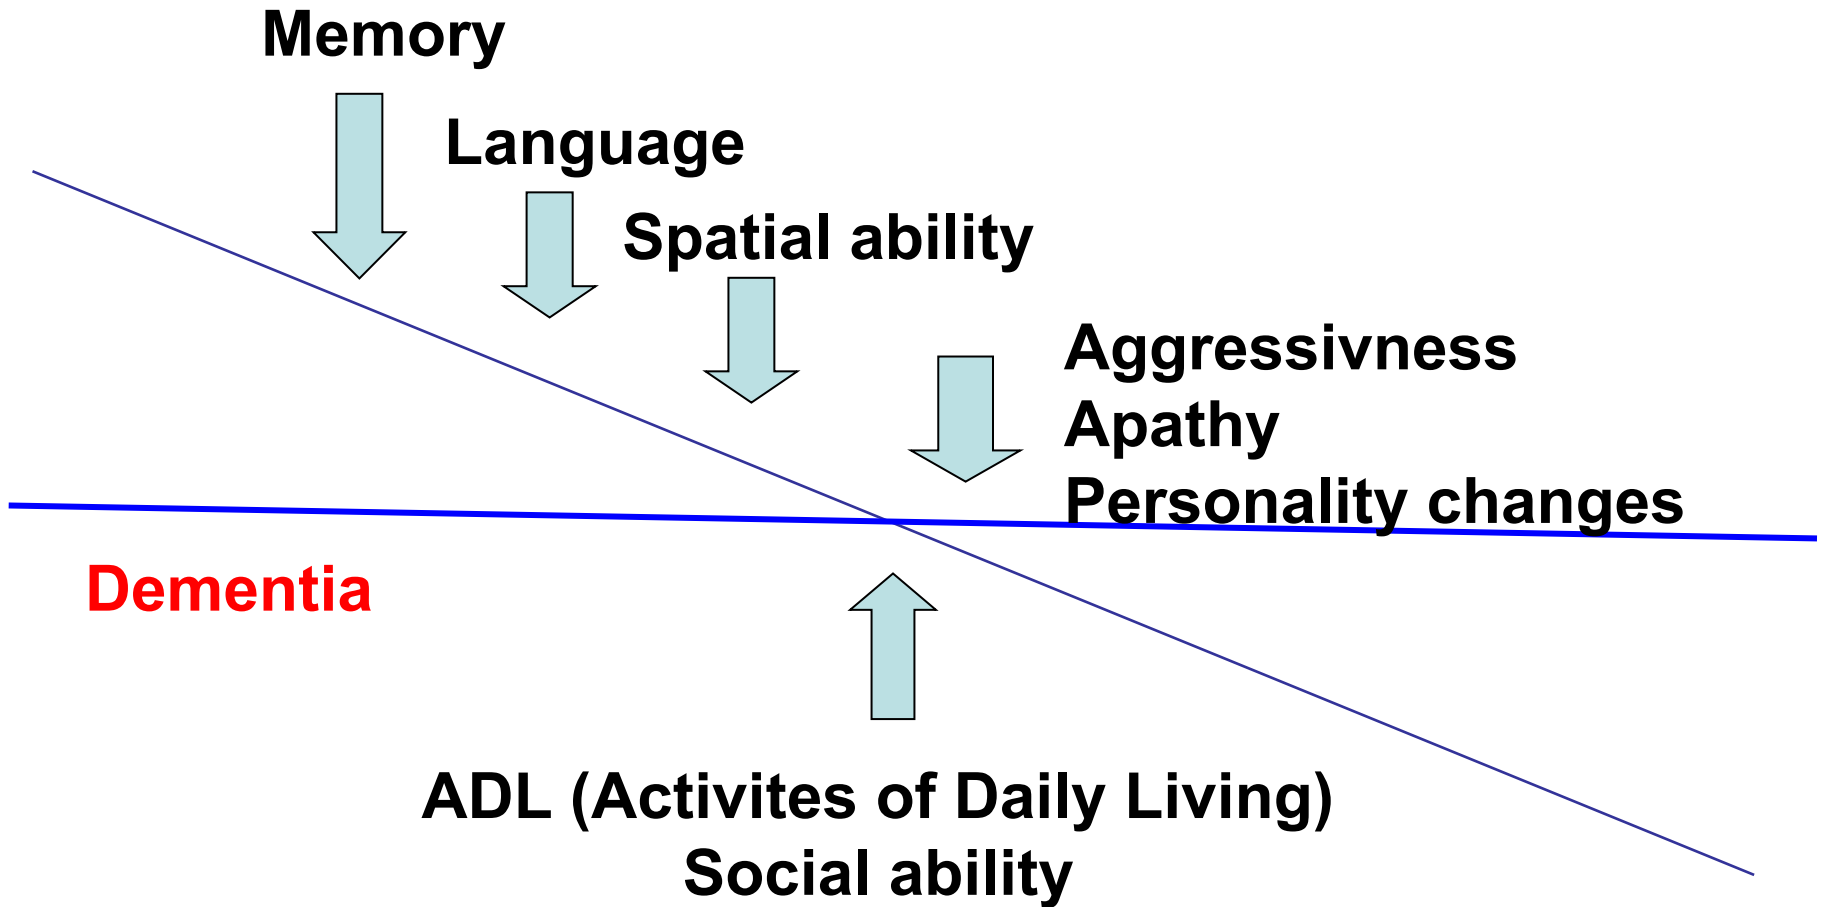 Memory
Language
Spatial ability
Aggressivness
Apathy
Personality changes
Dementia
ADL (Activites of Daily Living)
Social ability